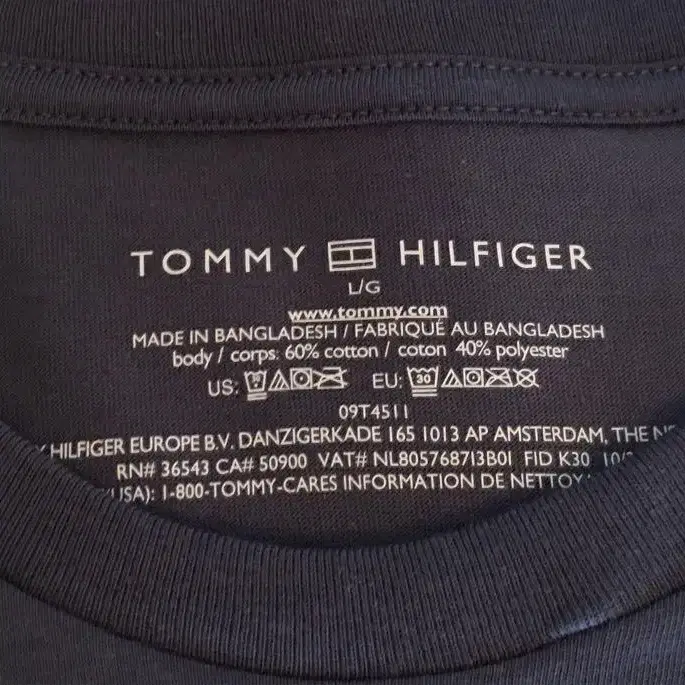 TOMMY HILFIGER
L/G
www.tommy.com
MADE IN BANGLADESH / FABRIQUÉ AU BANGLADESH
body / corps: 60% cotton / coton 40% polyester
US: EU: 30
09T4511
HILFIGER EUROPE B.V. DANZIGERKADE 165 1013 AP AMSTERDAM, THE
RN# 36543 CA# 50900 VAT# NL805768713B01 FID K30
(USA): 1-800-TOMMY-CARES INFORMATION DE